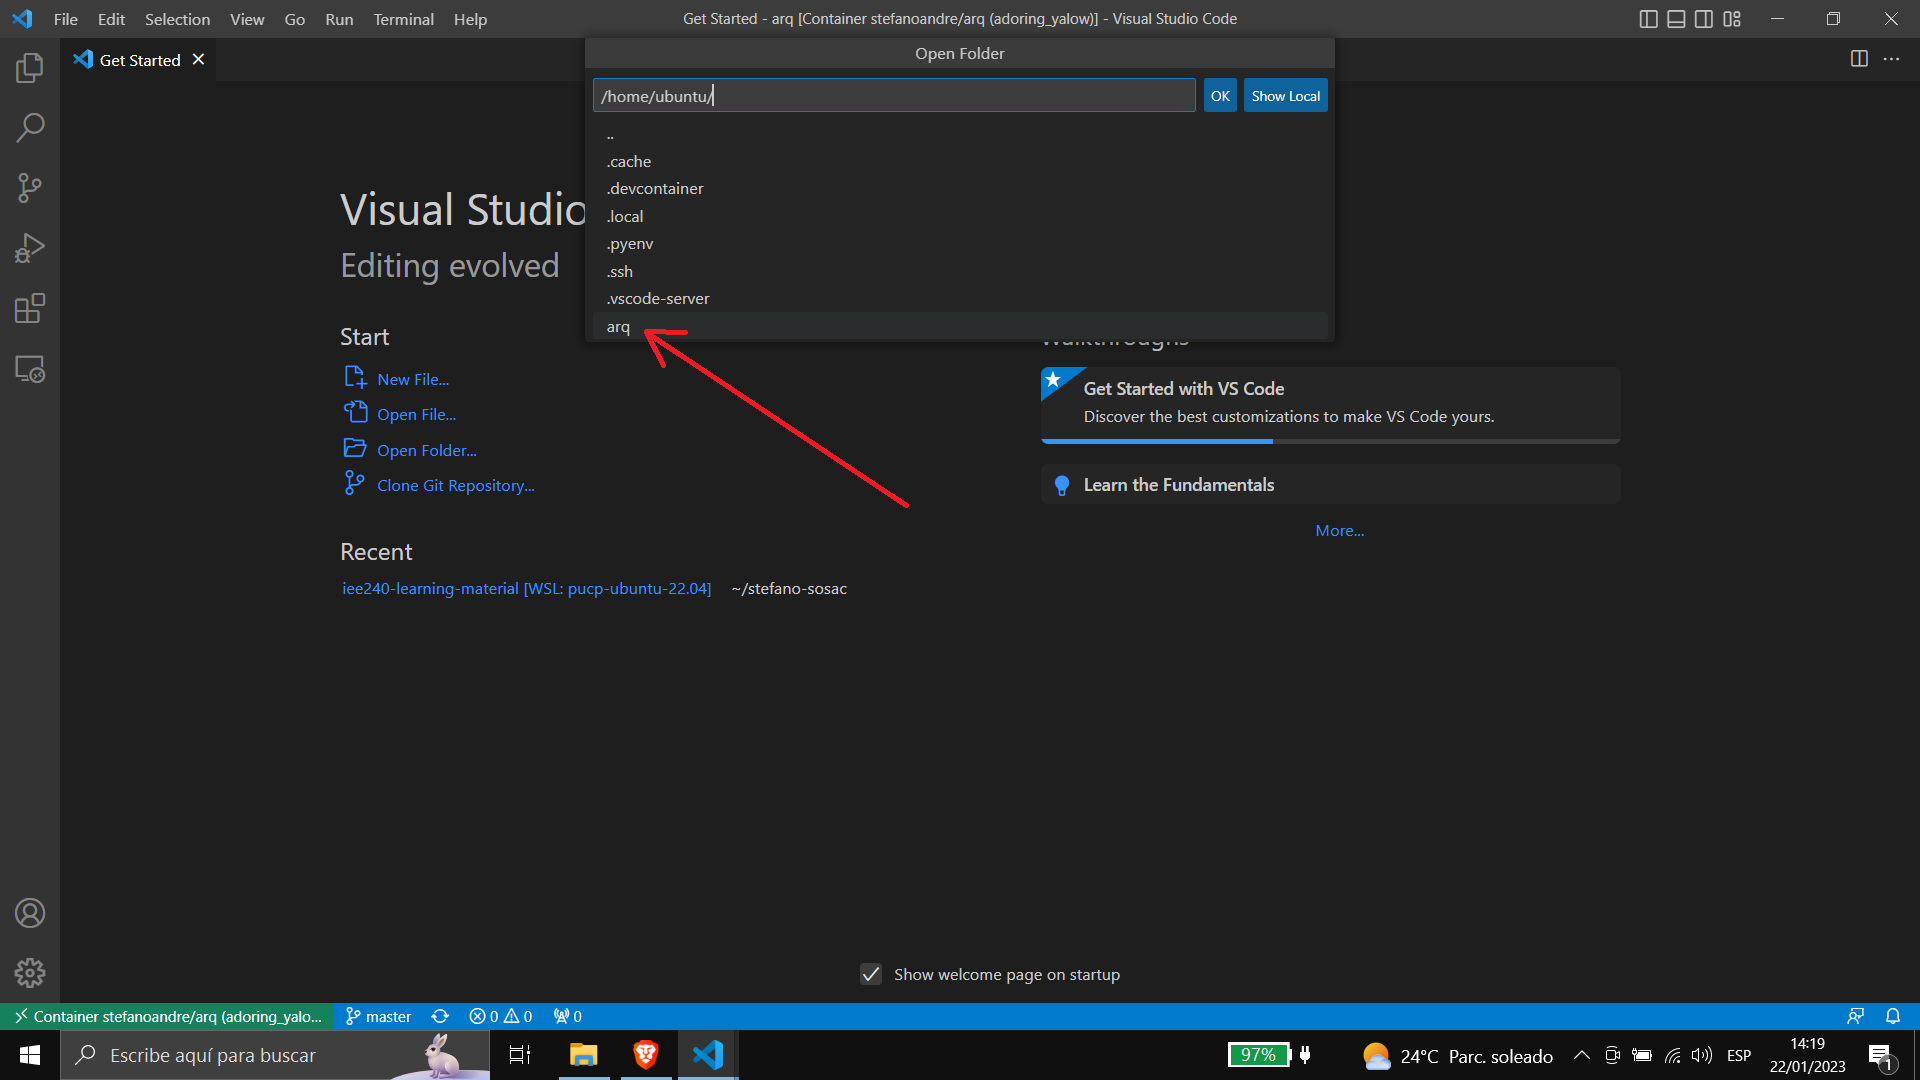 File Edit Selection View Go Run Terminal Help
Get Started - arq [Container stefanoandre/arq (adoring_yalow)] - Visual Studio Code
Get Started
Open Folder
/home/ubuntu/
OK
Show Local
..
.cache
.devcontainer
.local
.pyenv
.ssh
.vscode-server
arq
Visual Studio
Editing evolved
Start
New File...
Open File...
Open Folder...
Clone Git Repository...
Recent
iee240-learning-material [WSL: pucp-ubuntu-22.04] ~/stefano-sosac
Walkthroughs
Get Started with VS Code
Discover the best customizations to make VS Code yours.
Learn the Fundamentals
More...
Show welcome page on startup
Container stefanoandre/arq (adoring_yalo... master 0 0 0
Escribe aquí para buscar
97%
24°C Parc. soleado
ESP
14:19
22/01/2023
1